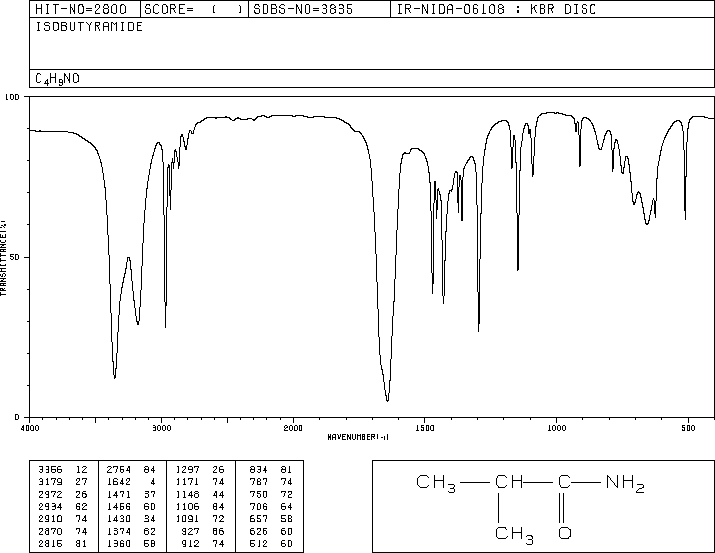 HIT-NO=2800 SCORE= ( ) SDBS-NO=3835 IR-NIDA-06108 : KBR DISC
ISOBUTYRAMIDE
C4H9NO
100
50
0
TRANSMITTANCE(%)
4000 3000 2000 1500 1000 500
WAVENUMBER(-1)
3366 12 2764 84 1297 26 834 81
3179 27 1642 4 1171 74 787 74
2972 26 1471 37 1148 44 750 72
2934 62 1456 60 1106 84 706 64
2910 74 1430 34 1091 72 657 58
2870 74 1374 62 927 86 626 60
2815 81 1360 58 912 74 512 60
CH3 CH C NH2
CH3 O